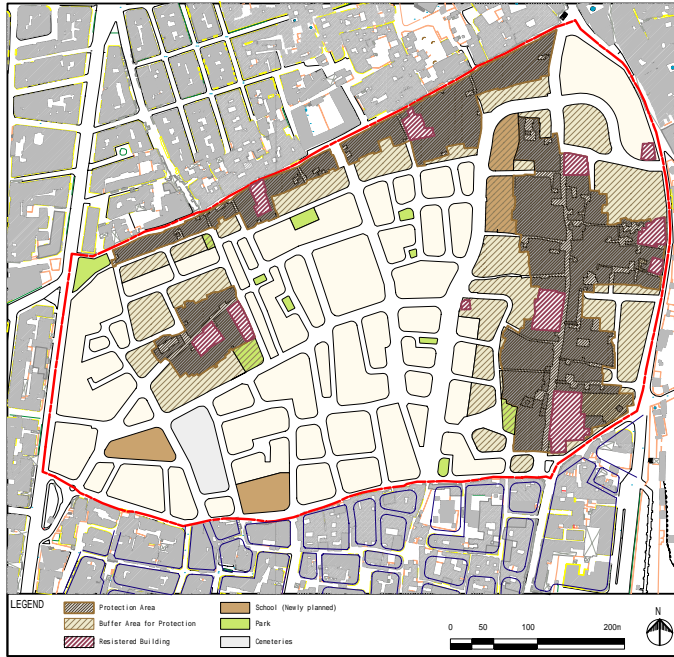 LEGEND
Protection Area
Buffer Area for Protection
Resistered Building
School (Newly planned)
Park
Cemeteries
0 50 100 200m
N